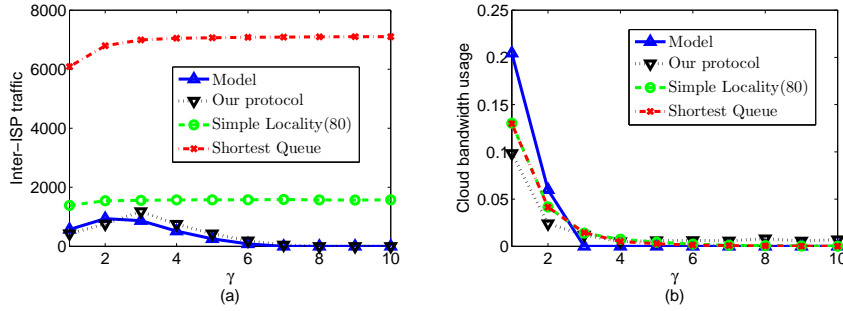 8000
6000
4000
2000
0
Inter-ISP traffic
Model
Our protocol
Simple Locality(80)
Shortest Queue
2 4 6 8 10
γ
(a)
0.25
0.2
0.15
0.1
0.05
0
Cloud bandwidth usage
Model
Our protocol
Simple Locality(80)
Shortest Queue
2 4 6 8 10
γ
(b)